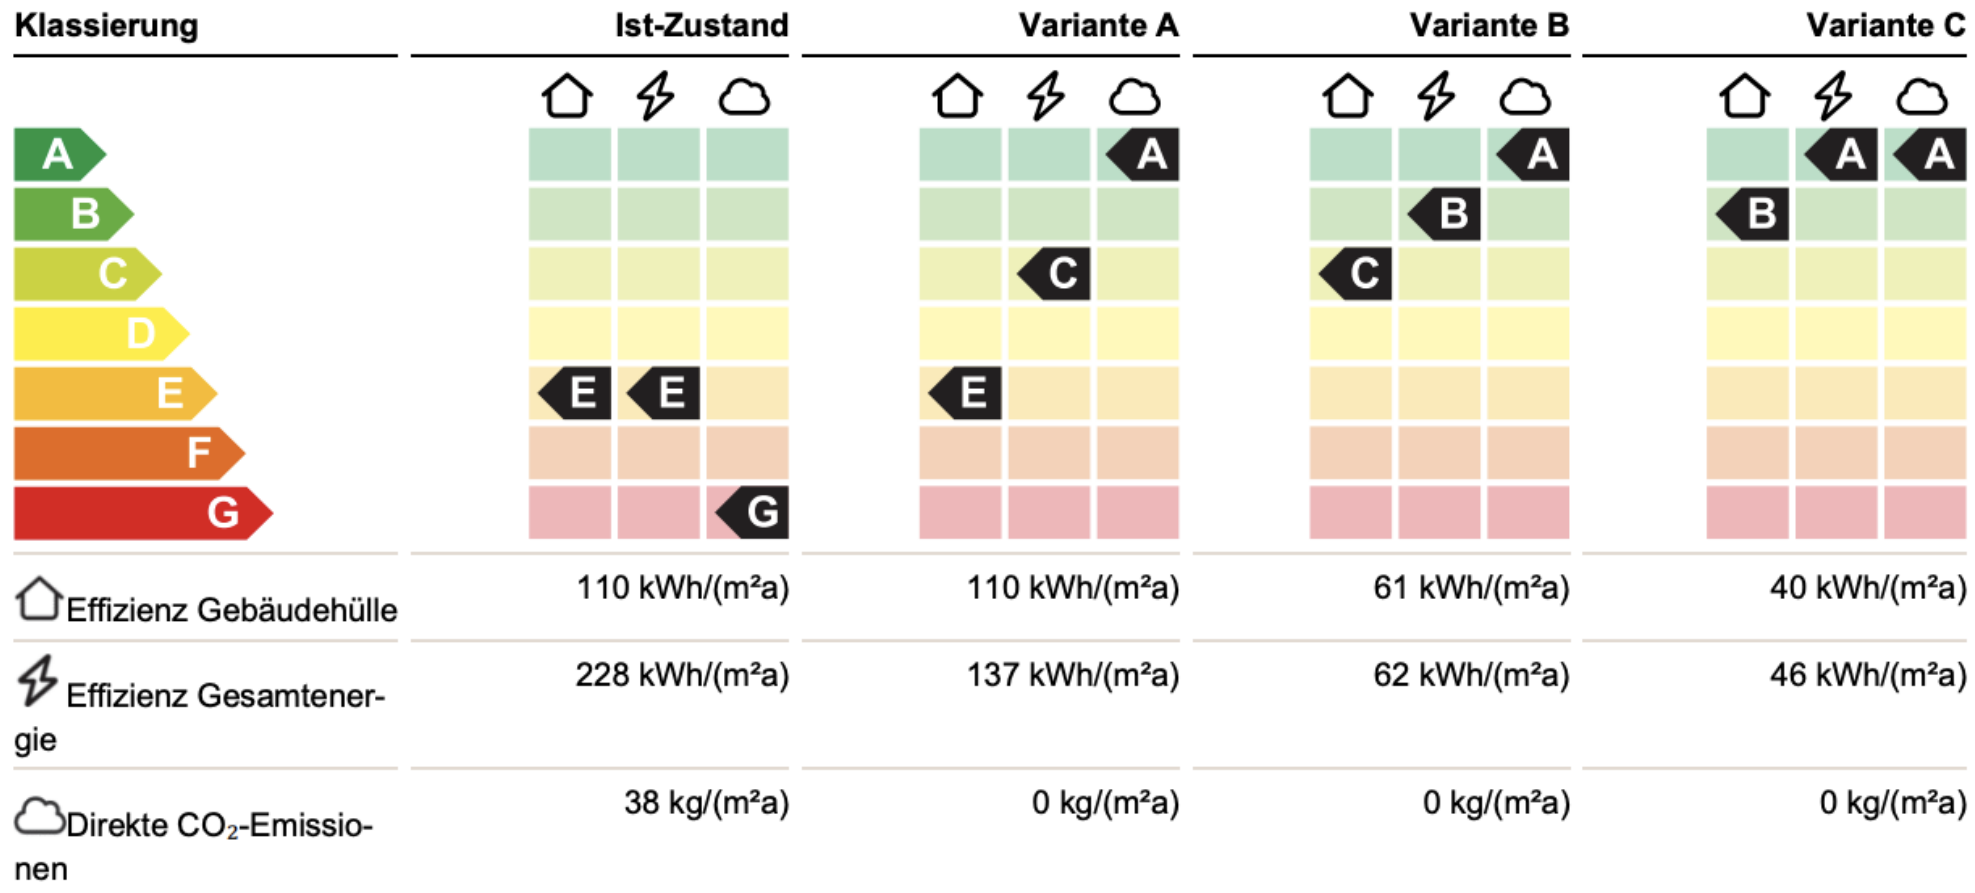 Klassierung Ist-Zustand Variante A Variante B Variante C
A A A A A
B B B
C C C
D
E E E E
F
G G
Effizienz Gebäudehülle 110 kWh/(m²a) 110 kWh/(m²a) 61 kWh/(m²a) 40 kWh/(m²a)
Effizienz Gesamtener- 228 kWh/(m²a) 137 kWh/(m²a) 62 kWh/(m²a) 46 kWh/(m²a)
gie
Direkte CO₂-Emissio- 38 kg/(m²a) 0 kg/(m²a) 0 kg/(m²a) 0 kg/(m²a)
nen